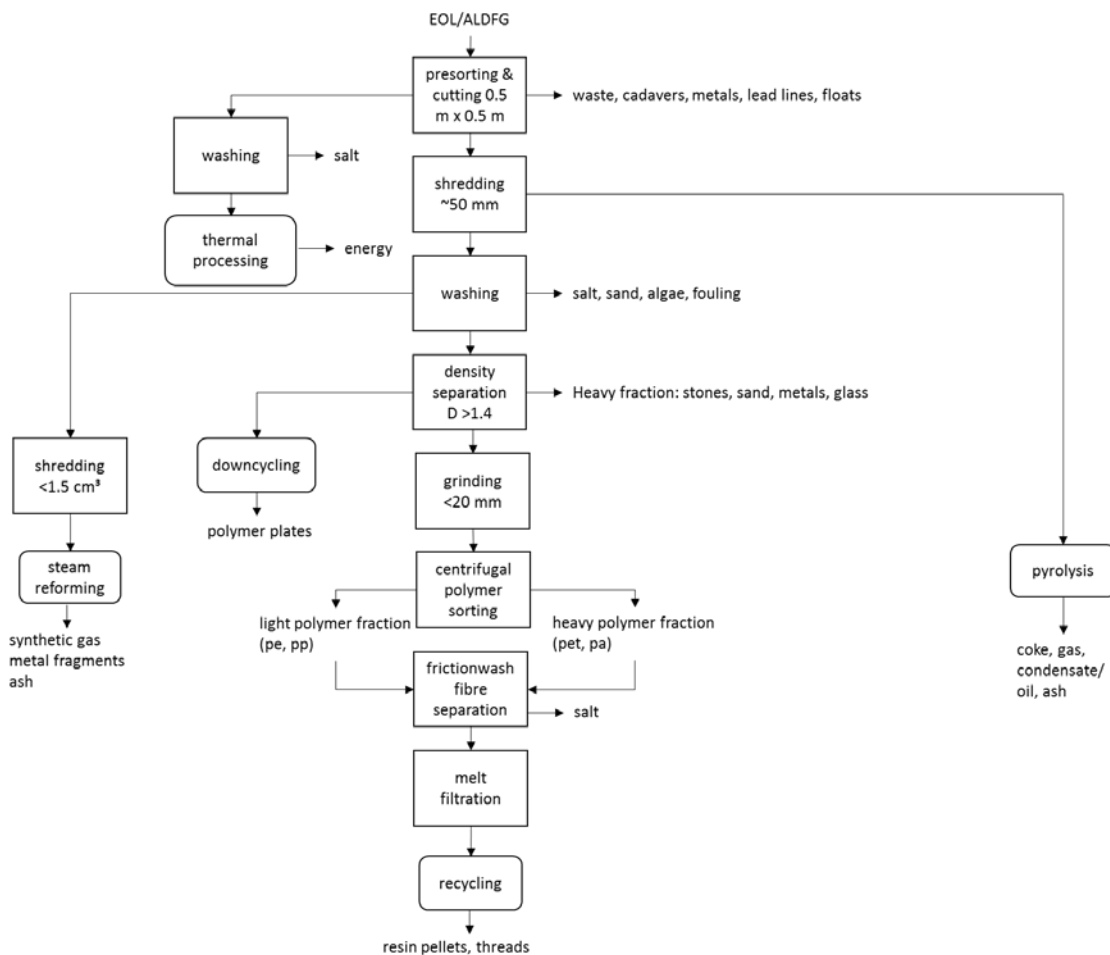 EOL/ALDFG
presorting &
cutting 0.5
m x 0.5 m
waste, cadavers, metals, lead lines, floats
washing
salt
shredding
~50 mm
thermal
processing
energy
washing
salt, sand, algae, fouling
density
separation
D >1.4
Heavy fraction: stones, sand, metals, glass
shredding
<1.5 cm³
downcycling
grinding
<20 mm
polymer plates
steam
reforming
centrifugal
polymer
sorting
pyrolysis
light polymer fraction
(pe, pp)
heavy polymer fraction
(pet, pa)
synthetic gas
metal fragments
ash
coke, gas,
condensate/
oil, ash
frictionwash
fibre
separation
salt
melt
filtration
recycling
resin pellets, threads